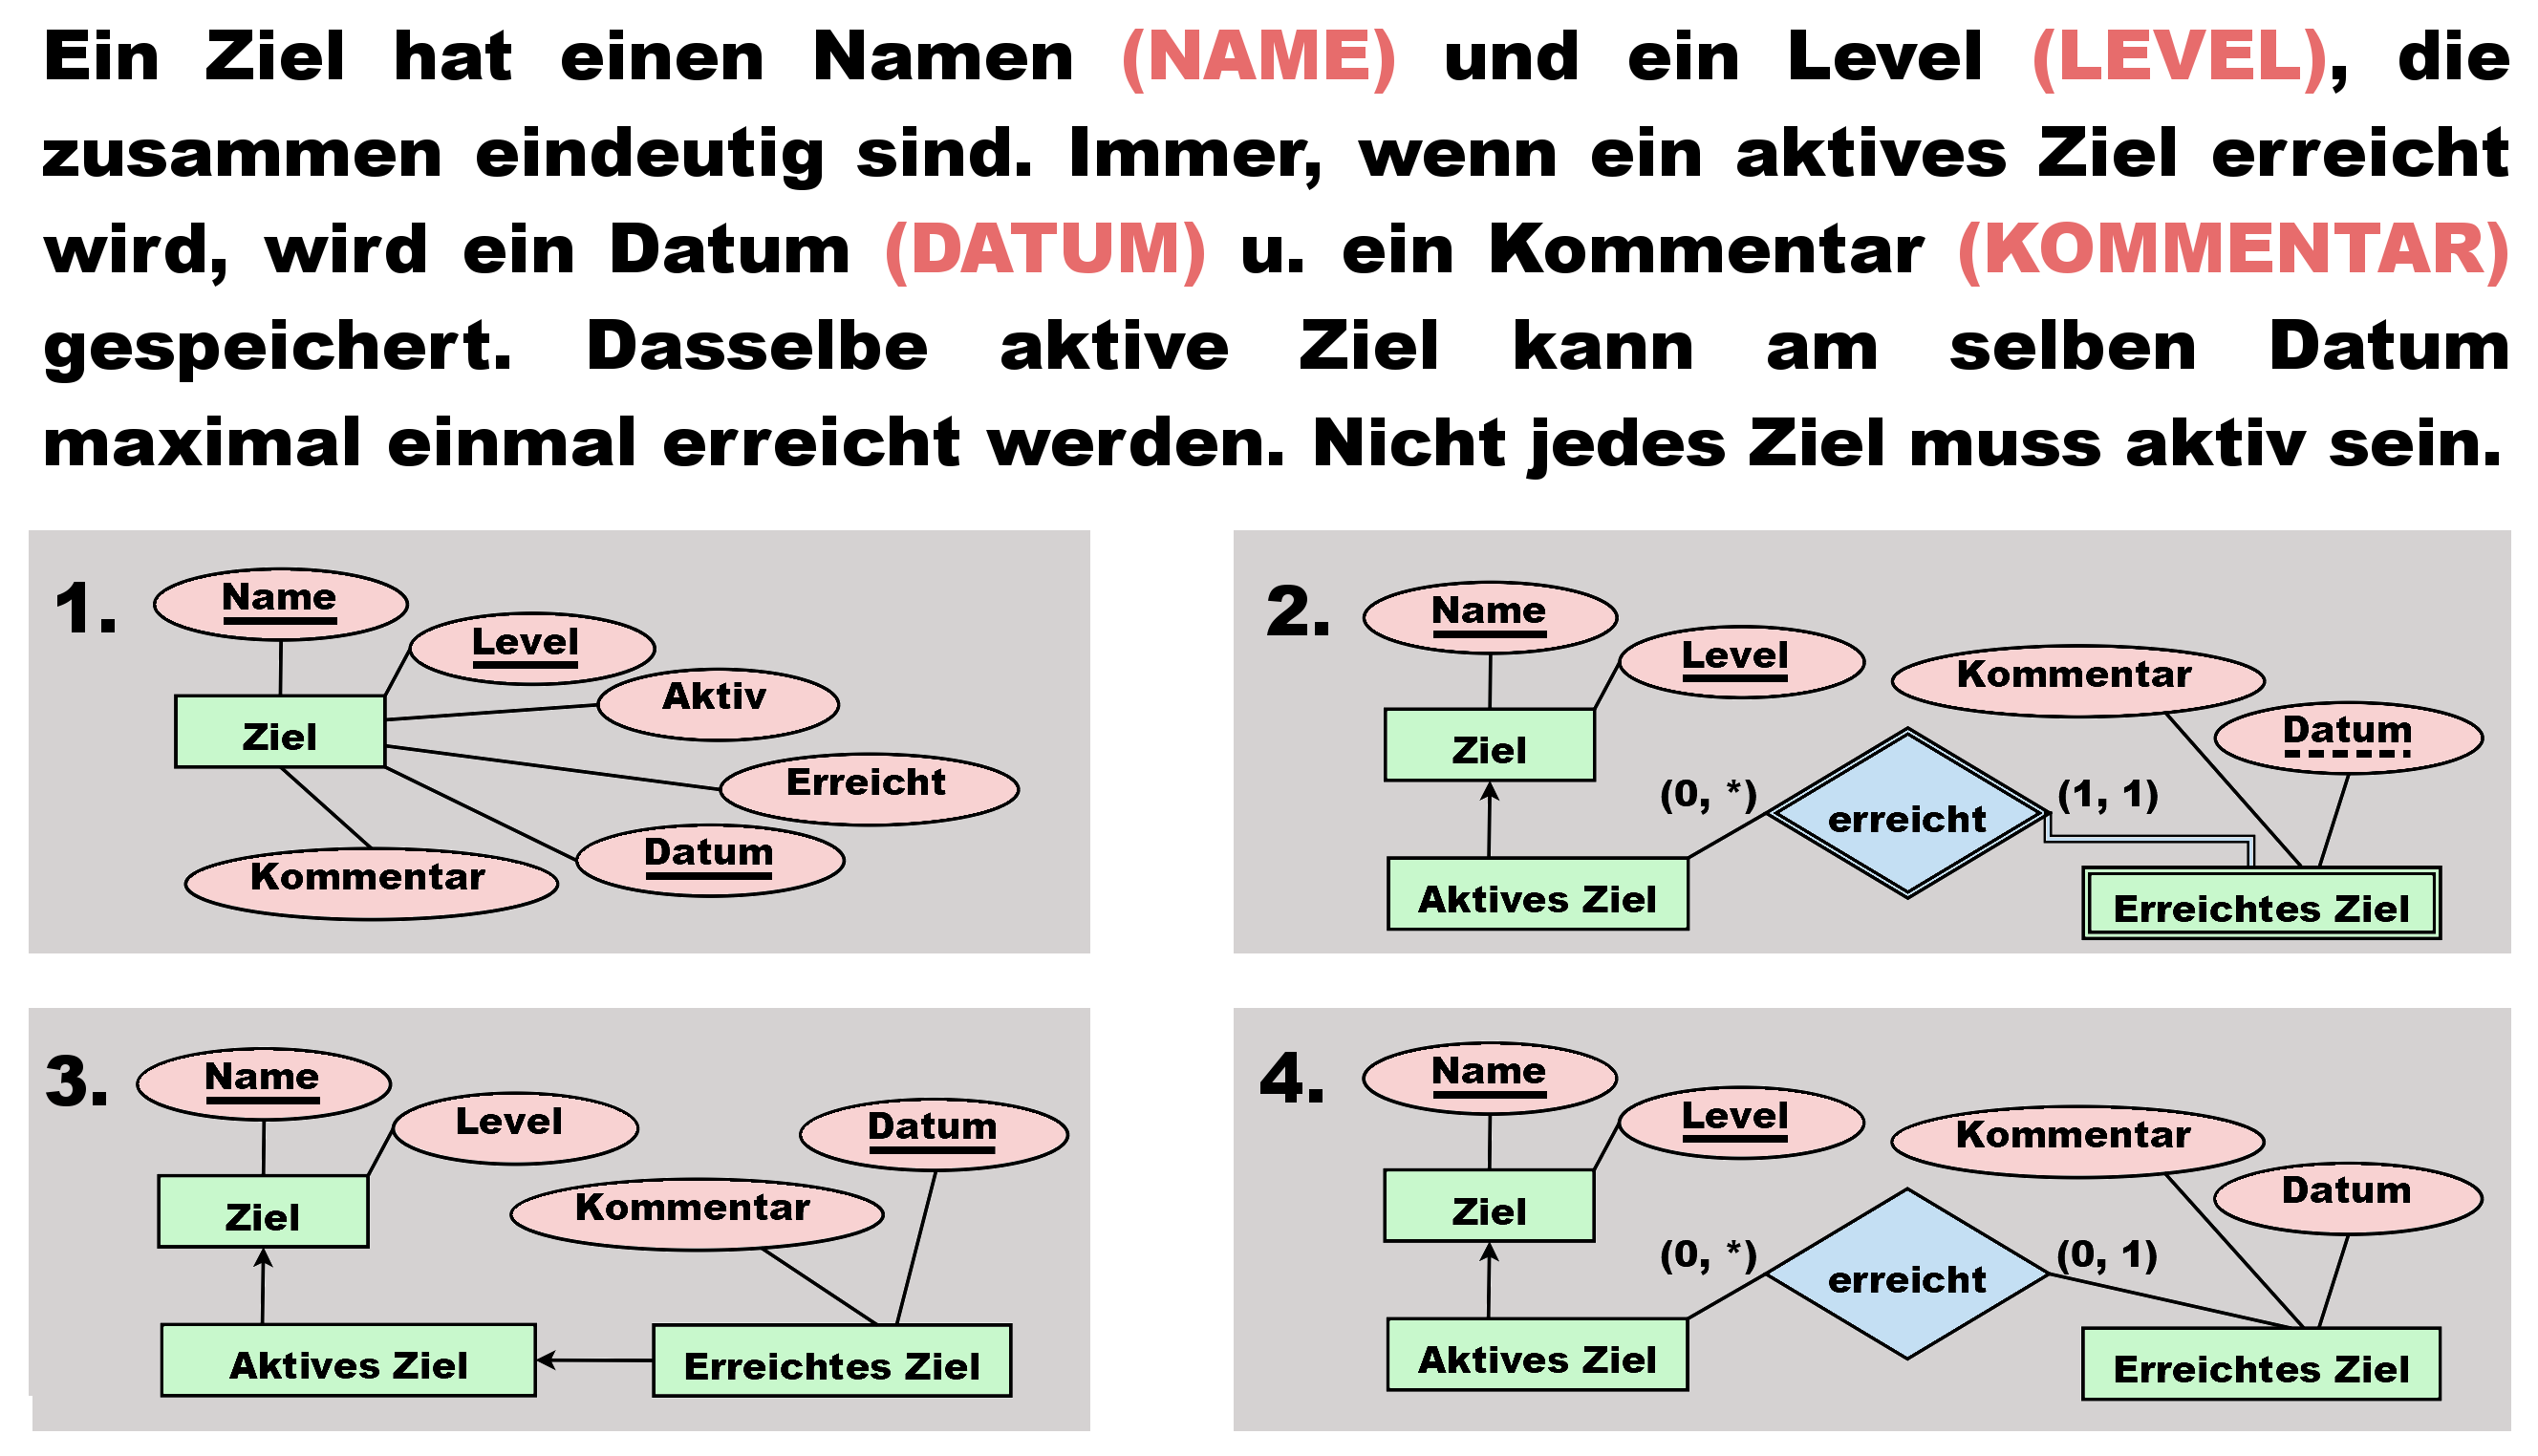 Ein Ziel hat einen Namen (NAME) und ein Level (LEVEL), die
zusammen eindeutig sind. Immer, wenn ein aktives Ziel erreicht
wird, wird ein Datum (DATUM) u. ein Kommentar (KOMMENTAR)
gespeichert. Dasselbe aktive Ziel kann am selben Datum
maximal einmal erreicht werden. Nicht jedes Ziel muss aktiv sein.
1.
Name
Level
Aktiv
Ziel
Erreicht
Datum
Kommentar
2.
Name
Level
Kommentar
Datum
Ziel
(0, *)
erreicht
(1, 1)
Aktives Ziel
Erreichtes Ziel
3.
Name
Level
Datum
Kommentar
Ziel
Aktives Ziel
Erreichtes Ziel
4.
Name
Level
Kommentar
Datum
Ziel
(0, *)
erreicht
(0, 1)
Aktives Ziel
Erreichtes Ziel